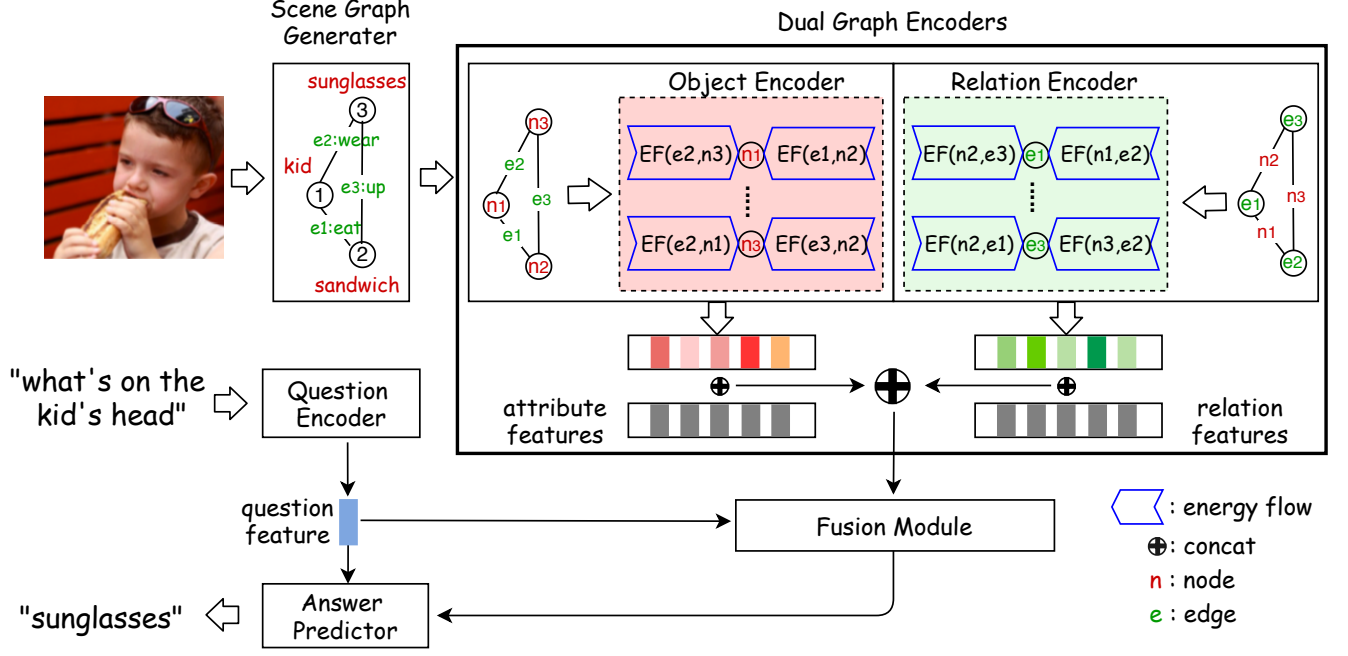 Scene Graph
Generater
Dual Graph Encoders
sunglasses
3
e2:wear
kid
e3:up
1
e1:eat
2
sandwich
n3
e2
n1
e3
e1
n2
Object Encoder
EF(e2,n3) n1 EF(e1,n2)
EF(e2,n1) n3 EF(e3,n2)
Relation Encoder
EF(n2,e3) e1 EF(n1,e2)
EF(n2,e1) e3 EF(n3,e2)
e3
n2
n3
e1
n1
e2
attribute
features
relation
features
"what's on the
kid's head"
Question
Encoder
question
feature
Fusion Module
Answer
Predictor
"sunglasses"
: energy flow
: concat
n : node
e : edge